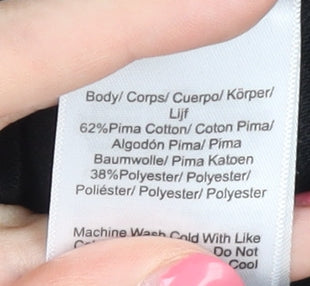 Body/ Corps/ Cuerpo/ Körper/
Lijf
62%Pima Cotton/ Coton Pima/
Algodón Pima/ Pima
Baumwolle/ Pima Katoen
38%Polyester/ Polyester/
Poliéster/ Polyester/ Polyester
Machine Wash Cold With Like
Do Not
Cool